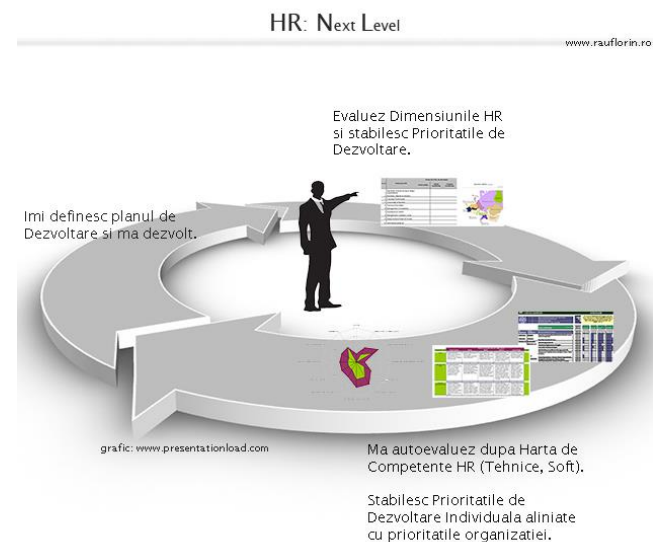 HR: Next Level
www.rauflorin.ro
Evaluez Dimensiunile HR
si stabilesc Prioritatile de
Dezvoltare.
Imi definesc planul de
Dezvoltare si ma dezvolt.
grafic: www.presentationload.com
Ma autoevaluez dupa Harta de
Competente HR (Tehnice, Soft).
Stabilesc Prioritatile de
Dezvoltare Individuala aliniate
cu prioritatile organizatiei.